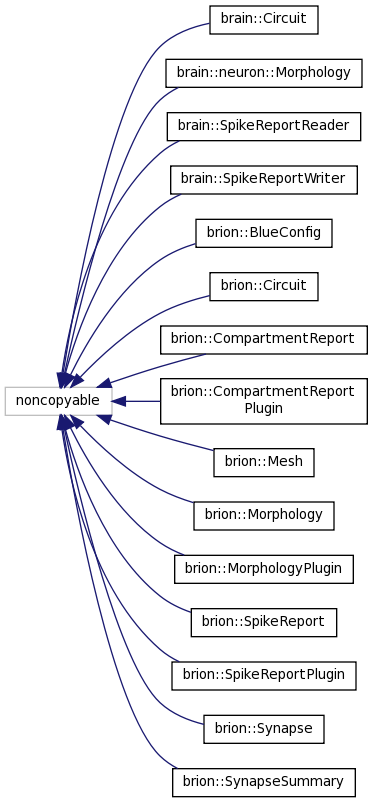 brain::Circuit
brain::neuron::Morphology
brain::SpikeReportReader
brain::SpikeReportWriter
brion::BlueConfig
brion::Circuit
brion::CompartmentReport
noncopyable
brion::CompartmentReport
Plugin
brion::Mesh
brion::Morphology
brion::MorphologyPlugin
brion::SpikeReport
brion::SpikeReportPlugin
brion::Synapse
brion::SynapseSummary